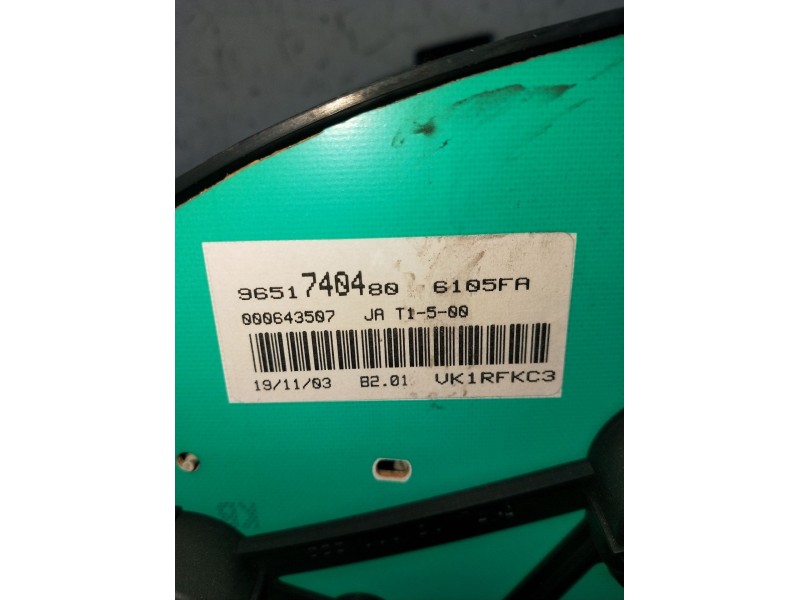 9651740480 6105FA
000643507 JA T1-5-00
19/11/03 B2.01 VK1RFKC3